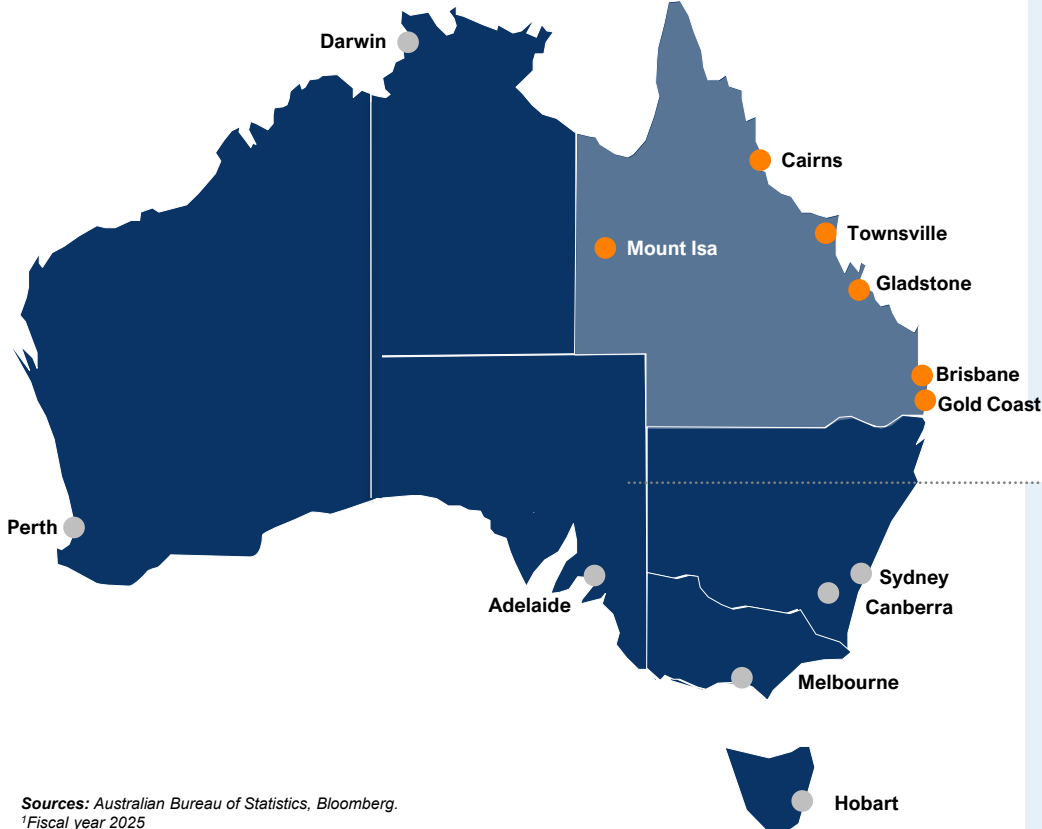 Darwin
Cairns
Townsville
Mount Isa
Gladstone
Brisbane
Gold Coast
Perth
Sydney
Adelaide
Canberra
Melbourne
Sources: Australian Bureau of Statistics, Bloomberg.
Hobart
¹Fiscal year 2025